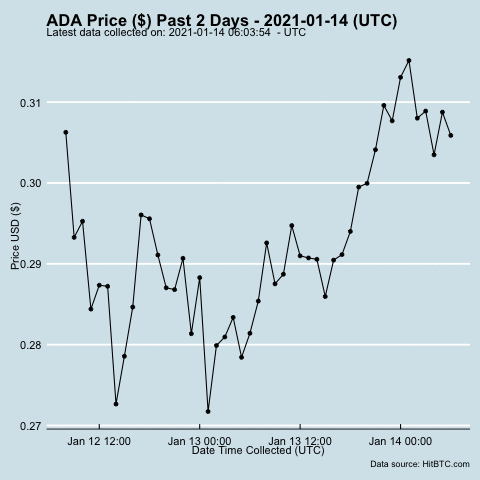 ADA Price ($) Past 2 Days - 2021-01-14 (UTC)
Latest data collected on: 2021-01-14 06:03:54 - UTC
Price USD ($)
0.31
0.30
0.29
0.28
0.27
Jan 12 12:00 Jan 13 00:00 Jan 13 12:00 Jan 14 00:00
Date Time Collected (UTC)
Data source: HitBTC.com